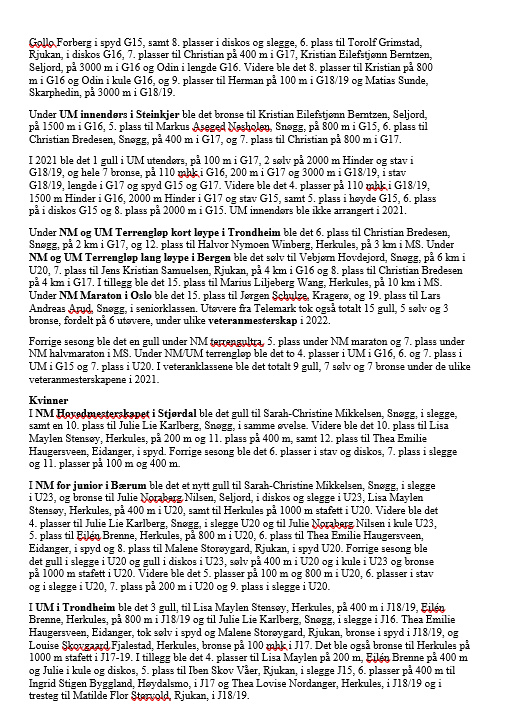 Gollo Forberg i spyd G15, samt 8. plasser i diskos og slegge, 6. plass til Torolf Grimstad,
Rjukan, i diskos G16, 7. plasser til Christian på 400 m i G17, Kristian Eilefstjønn Berntzen,
Seljord, på 3000 m i G16 og Odin i lengde G16. Videre ble det 8. plasser til Kristian på 800
m i G16 og Odin i kule G16, og 9. plasser til Herman på 100 m i G18/19 og Matias Sunde,
Skarphedin, på 3000 m i G18/19.
Under UM innendørs i Steinkjer ble det bronse til Kristian Eilefstjønn Berntzen, Seljord,
på 1500 m i G16, 5. plass til Markus Aseged Nesholen, Snøgg, på 800 m i G15, 6. plass til
Christian Bredesen, Snøgg, på 400 m i G17, og 7. plass til Christian på 800 m i G17.
I 2021 ble det 1 gull i UM utendørs, på 100 m i G17, 2 sølv på 2000 m Hinder og stav i
G18/19, og hele 7 bronse, på 110 mhk i G16, 200 m i G17 og 3000 m i G18/19, i stav
G18/19, lengde i G17 og spyd G15 og G17. Videre ble det 4. plasser på 110 mhk i G18/19,
1500 m Hinder i G16, 2000 m Hinder i G17 og stav G15, samt 5. plass i høyde G15, 6. plass
på i diskos G15 og 8. plass på 2000 m i G15. UM innendørs ble ikke arrangert i 2021.
Under NM og UM Terrengløp kort løype i Trondheim ble det 6. plass til Christian Bredesen,
Snøgg, på 2 km i G17, og 12. plass til Halvor Nymoen Winberg, Herkules, på 3 km i MS. Under
NM og UM Terrengløp lang løype i Bergen ble det sølv til Vebjørn Hovdejord, Snøgg, på 6 km i
U20, 7. plass til Jens Kristian Samuelsen, Rjukan, på 4 km i G16 og 8. plass til Christian Bredesen
på 4 km i G17. I tillegg ble det 15. plass til Marius Liljeberg Wang, Herkules, på 10 km i MS.
Under NM Maraton i Oslo ble det 15. plass til Jørgen Schulze, Kragerø, og 19. plass til Lars
Andreas Arud, Snøgg, i seniorklassen. Utøvere fra Telemark tok også totalt 15 gull, 5 sølv og 3
bronse, fordelt på 6 utøvere, under ulike veteranmesterskap i 2022.
Forrige sesong ble det en gull under NM terrengultra, 5. plass under NM maraton og 7. plass under
NM halvmaraton i MS. Under NM/UM terrengløp ble det to 4. plasser i UM i G16, 6. og 7. plass i
UM i G15 og 7. plass i U20. I veteranklassene ble det totalt 9 gull, 7 sølv og 7 bronse under de ulike
veteranmesterskapene i 2021.
Kvinner
I NM Hovedmesterskapet i Stjørdal ble det gull til Sarah-Christine Mikkelsen, Snøgg, i slegge,
samt en 10. plass til Julie Lie Karlberg, Snøgg, i samme øvelse. Videre ble det 10. plass til Lisa
Maylen Stensøy, Herkules, på 200 m og 11. plass på 400 m, samt 12. plass til Thea Emilie
Haugersveen, Eidanger, i spyd. Forrige sesong ble det 6. plasser i stav og diskos, 7. plass i slegge
og 11. plasser på 100 m og 400 m.
I NM for junior i Bærum ble det et nytt gull til Sarah-Christine Mikkelsen, Snøgg, i slegge
i U23, og bronse til Julie Noraberg Nilsen, Seljord, i diskos og slegge i U23, Lisa Maylen
Stensøy, Herkules, på 400 m i U20, samt til Herkules på 1000 m stafett i U20. Videre ble det
4. plasser til Julie Lie Karlberg, Snøgg, i slegge U20 og til Julie Noraberg Nilsen i kule U23,
5. plass til Eilén Brenne, Herkules, på 800 m i U20, 6. plass til Thea Emilie Haugersveen,
Eidanger, i spyd og 8. plass til Malene Storøygard, Rjukan, i spyd U20. Forrige sesong ble
det gull i slegge U20 og gull i diskos i U23, sølv på 400 m i U20 og i kule i U23 og bronse
på 1000 m stafett i U20. Videre ble det 5. plasser på 100 m og 800 m i U20, 6. plasser i stav
og i slegge i U20, 7. plass på 200 m i U20 og 9. plass i slegge i U20.
I UM i Trondheim ble det 3 gull, til Lisa Maylen Stensøy, Herkules, på 400 m i J18/19, Eilén
Brenne, Herkules, på 800 m i J18/19 og til Julie Lie Karlberg, Snøgg, i slegge i J16. Thea Emilie
Haugersveen, Eidanger, tok sølv i spyd og Malene Storøygard, Rjukan, bronse i spyd i J18/19, og
Louise Skovgaard Fjalestad, Herkules, bronse på 100 mhk i J17. Det ble også bronse til Herkules på
1000 m stafett i J17-19. I tillegg ble det 4. plasser til Lisa Maylen på 200 m, Eilén Brenne på 400 m
og Julie i kule og diskos, 5. plass til Iben Skov Våer, Rjukan, i slegge J15, 6. plasser på 400 m til
Ingrid Stigen Byggland, Høydalsmo, i J17 og Thea Lovise Nordanger, Herkules, i J18/19 og i
tresteg til Matilde Flor Størvold, Rjukan, i J18/19.